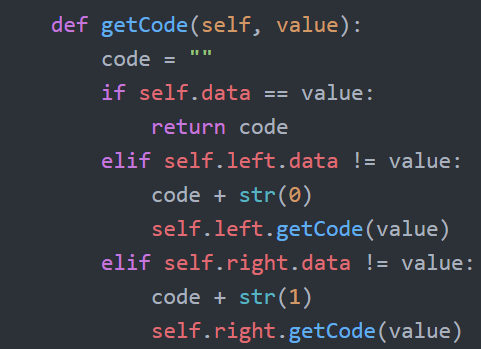 def getCode(self, value):
    code = ""
    if self.data == value:
        return code
    elif self.left.data != value:
        code + str(0)
        self.left.getCode(value)
    elif self.right.data != value:
        code + str(1)
        self.right.getCode(value)